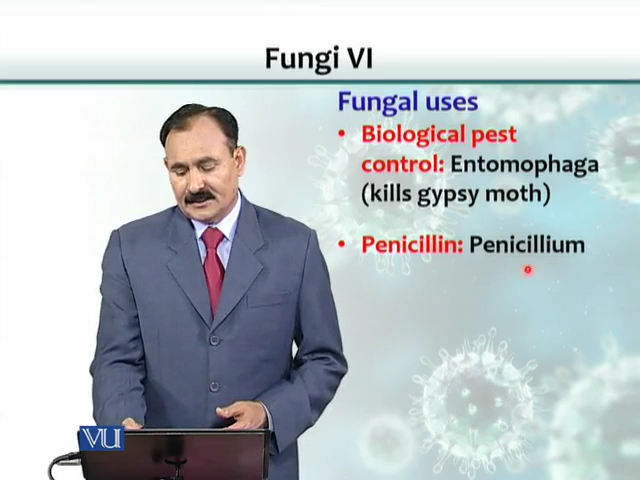 Fungi VI
Fungal uses
• Biological pest
control: Entomophaga
(kills gypsy moth)
• Penicillin: Penicillium
VU